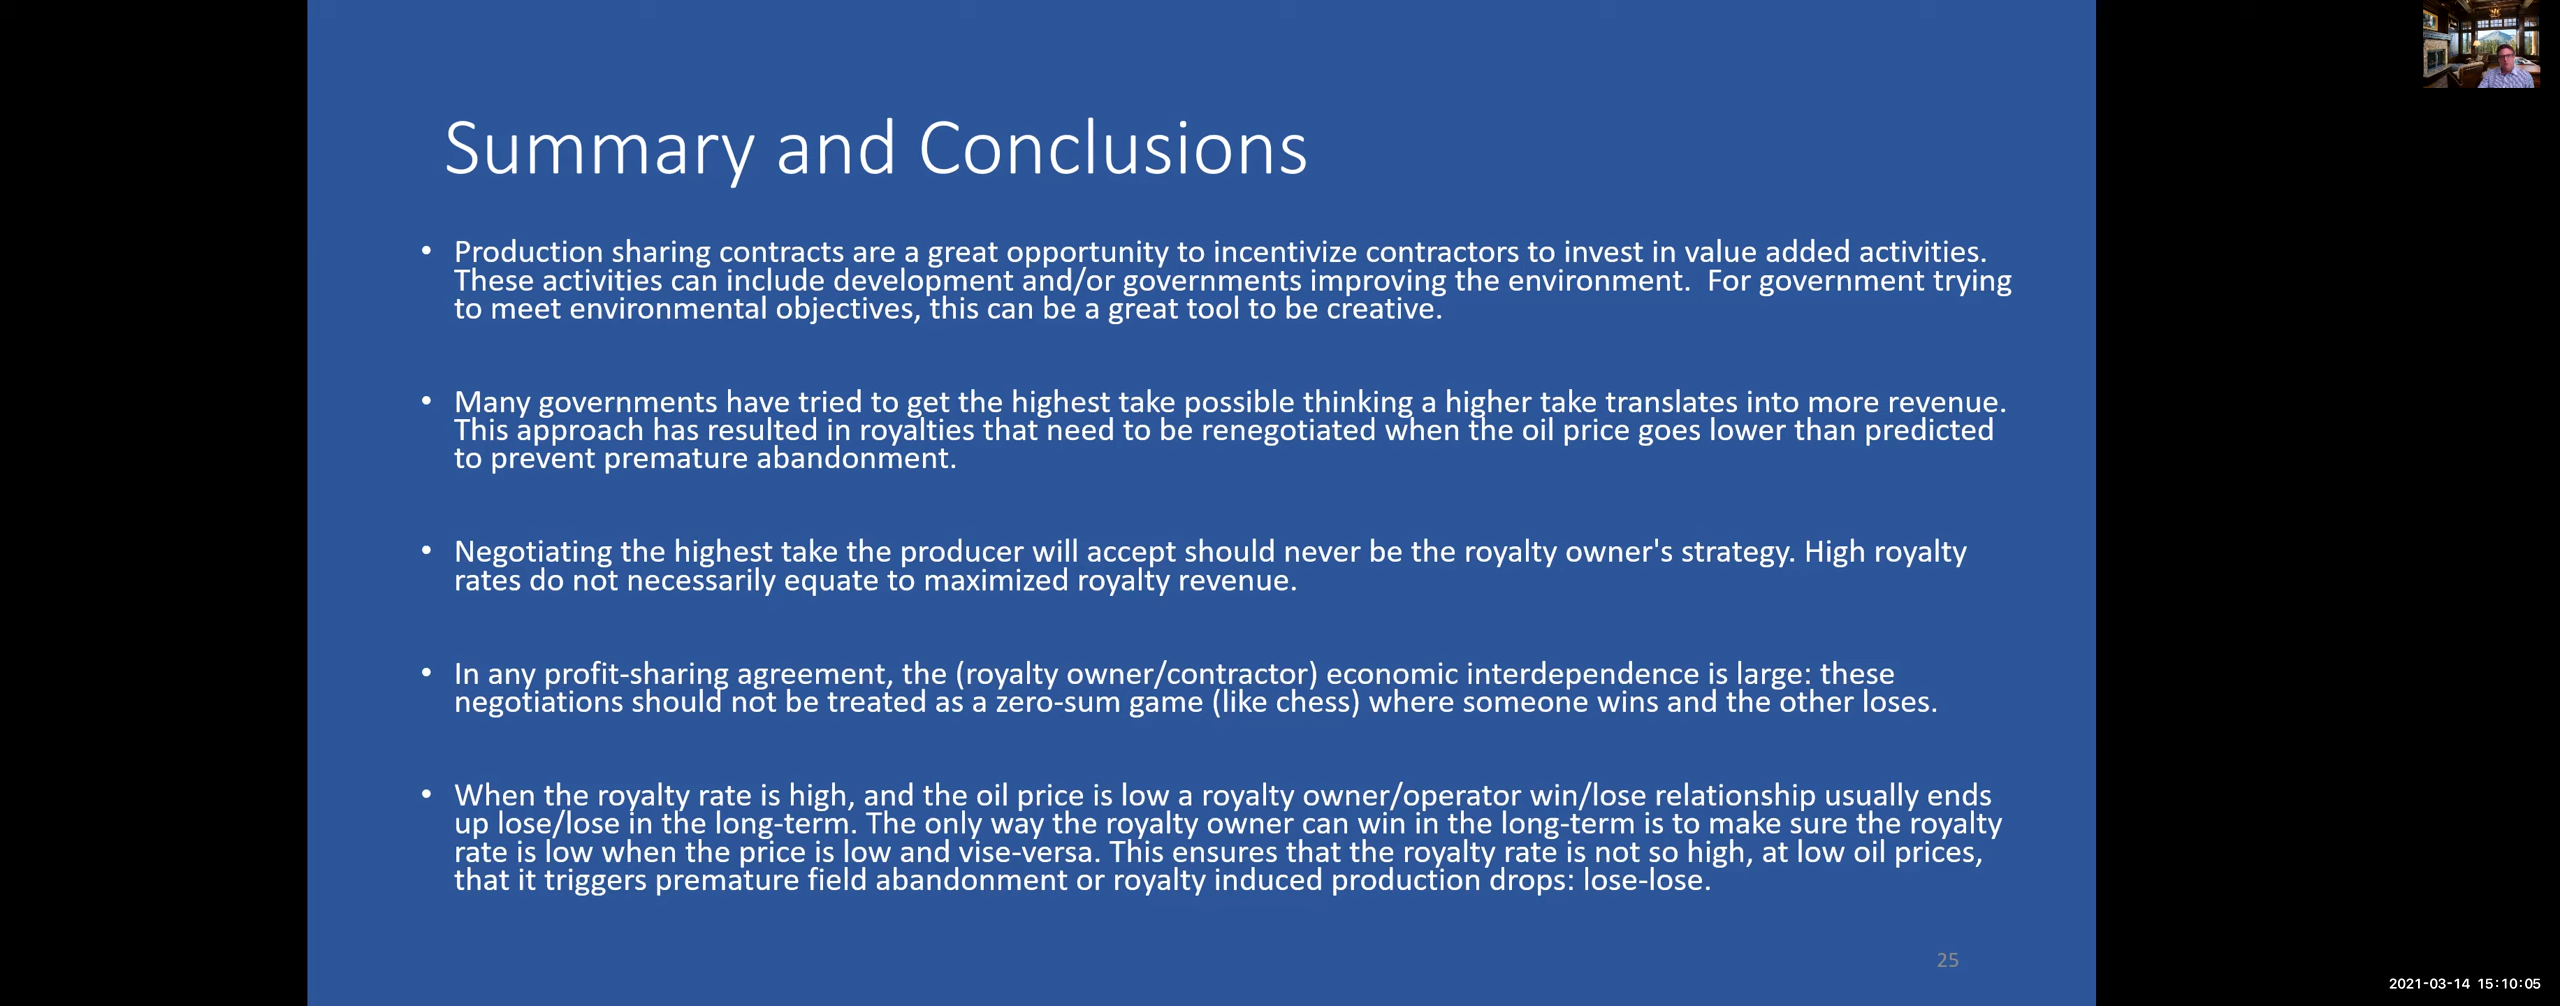 Summary and Conclusions
• Production sharing contracts are a great opportunity to incentivize contractors to invest in value added activities.
These activities can include development and/or governments improving the environment.  For government trying
to meet environmental objectives, this can be a great tool to be creative.
• Many governments have tried to get the highest take possible thinking a higher take translates into more revenue.
This approach has resulted in royalties that need to be renegotiated when the oil price goes lower than predicted
to prevent premature abandonment.
• Negotiating the highest take the producer will accept should never be the royalty owner's strategy. High royalty
rates do not necessarily equate to maximized royalty revenue.
• In any profit-sharing agreement, the (royalty owner/contractor) economic interdependence is large: these
negotiations should not be treated as a zero-sum game (like chess) where someone wins and the other loses.
• When the royalty rate is high, and the oil price is low a royalty owner/operator win/lose relationship usually ends
up lose/lose in the long-term. The only way the royalty owner can win in the long-term is to make sure the royalty
rate is low when the price is low and vise-versa. This ensures that the royalty rate is not so high, at low oil prices,
that it triggers premature field abandonment or royalty induced production drops: lose-lose.
25
2021-03-14 15:10:05